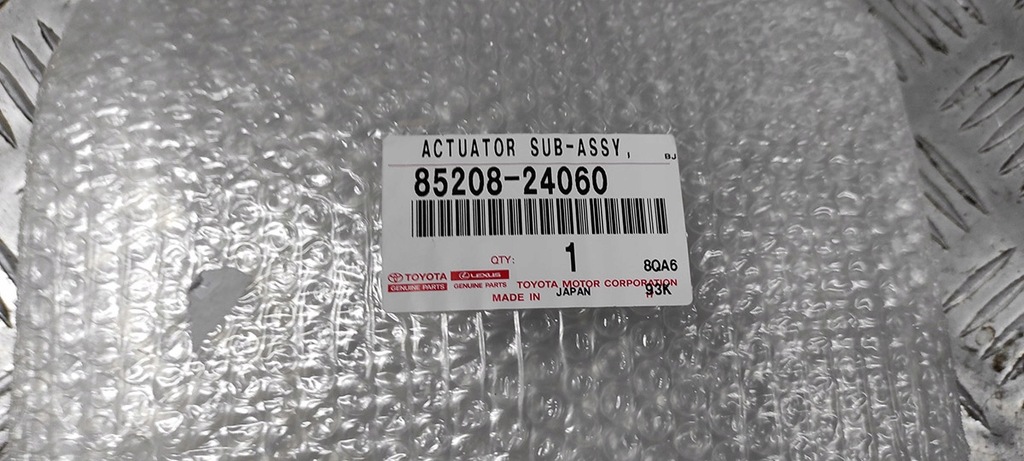 ACTUATOR SUB-ASSY,
BJ
85208-24060
QTY: 1
8QA6
TOYOTA LEXUS
GENUINE PARTS GENUINE PARTS TOYOTA MOTOR CORPORATION
MADE IN JAPAN 93K